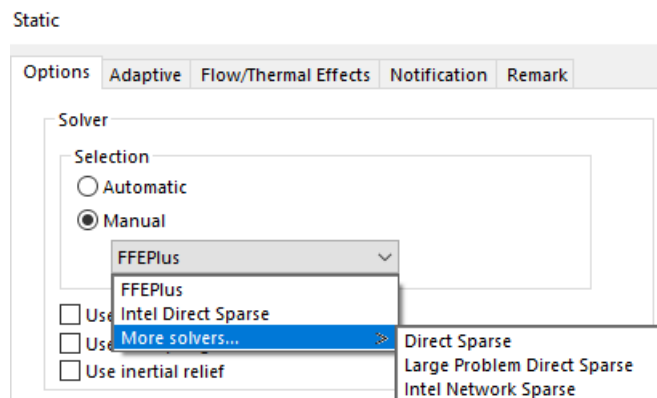 Static
Options Adaptive Flow/Thermal Effects Notification Remark
Solver
Selection
Automatic
Manual
FFEPlus
FFEPlus
Intel Direct Sparse
More solvers...
Use inertial relief
Direct Sparse
Large Problem Direct Sparse
Intel Network Sparse